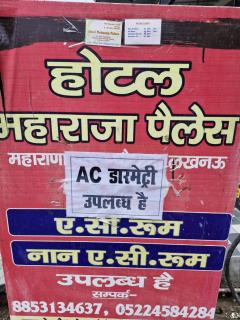 होटल
महाराजा पैलेस
महाराणा लखनऊ
AC डारमेट्री
उपलब्ध है
ए.सी.रूम
नान ए.सी.रूम
उपलब्ध है
सम्पर्क-
8853134637, 05224584284